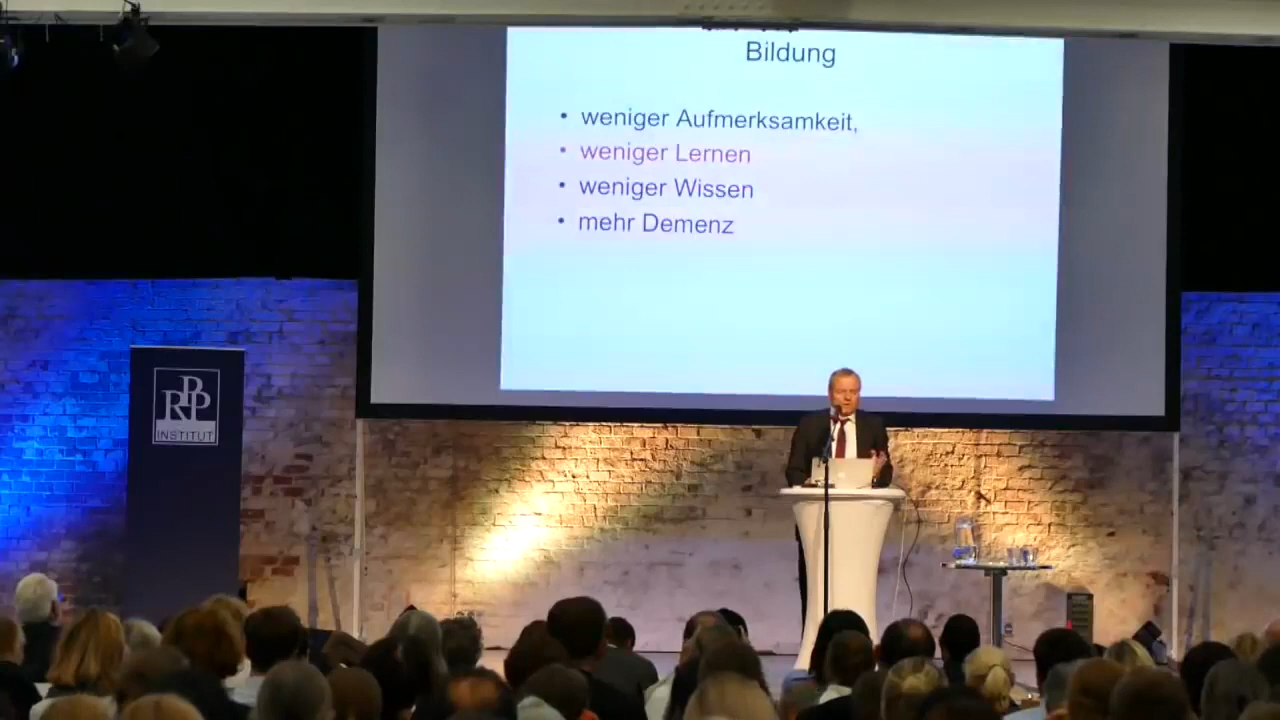 Bildung
• weniger Aufmerksamkeit,
• weniger Lernen
• weniger Wissen
• mehr Demenz
RPP
INSTITUT